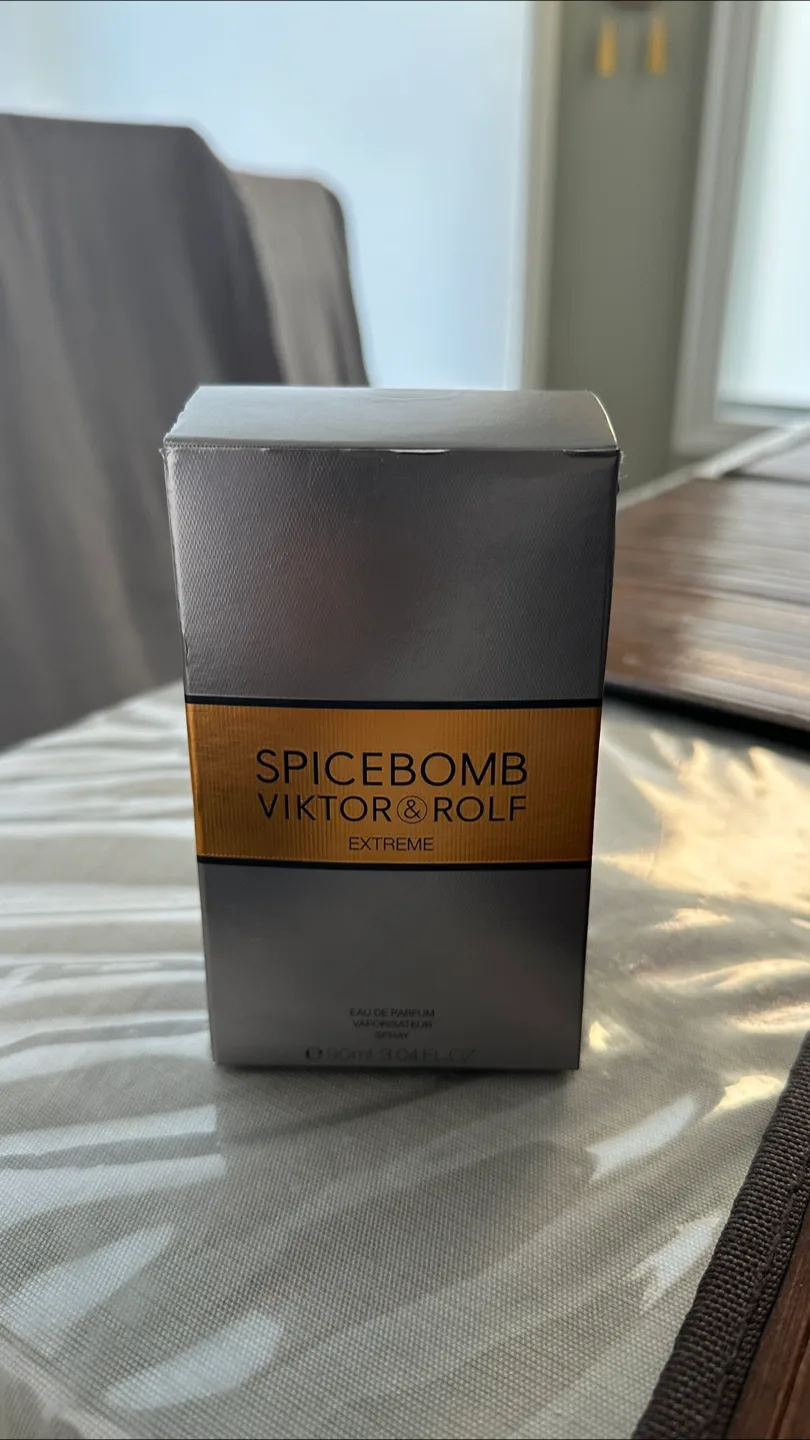 SPICEBOMB
VIKTOR&ROLF
EXTREME
EAU DE PARFUM
VAPORISATEUR
SPRAY
℮ 90ml 3.04 FL.OZ